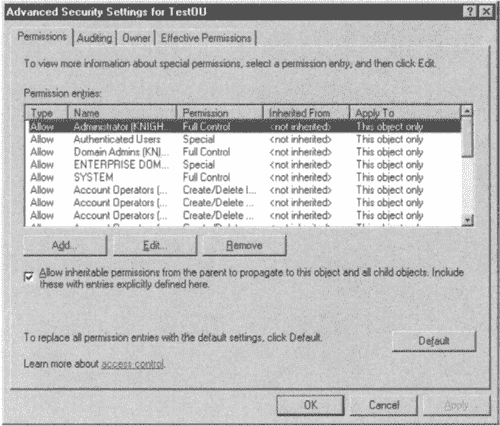 Advanced Security Settings for TestOU
Permissions Auditing Owner Effective Permissions
To view more information about special permissions, select a permission entry, and then click Edit.
Permission entries:
Type Name Permission Inherited From Apply To
Allow Administrator (KNIGH... Full Control <not inherited> This object only
Allow Authenticated Users Special <not inherited> This object only
Allow Domain Admins (KNI... Full Control <not inherited> This object only
Allow ENTERPRISE DOM... Special <not inherited> This object only
Allow SYSTEM Full Control <not inherited> This object only
Allow Account Operators (... Create/Delete I... <not inherited> This object only
Allow Account Operators (... Create/Delete ... <not inherited> This object only
Allow Account Operators (... Create/Delete ... <not inherited> This object only
Add... Edit... Remove
Allow inheritable permissions from the parent to propagate to this object and all child objects. Include
these with entries explicitly defined here.
To replace all permission entries with the default settings, click Default.
Default
Learn more about access control.
OK Cancel Apply